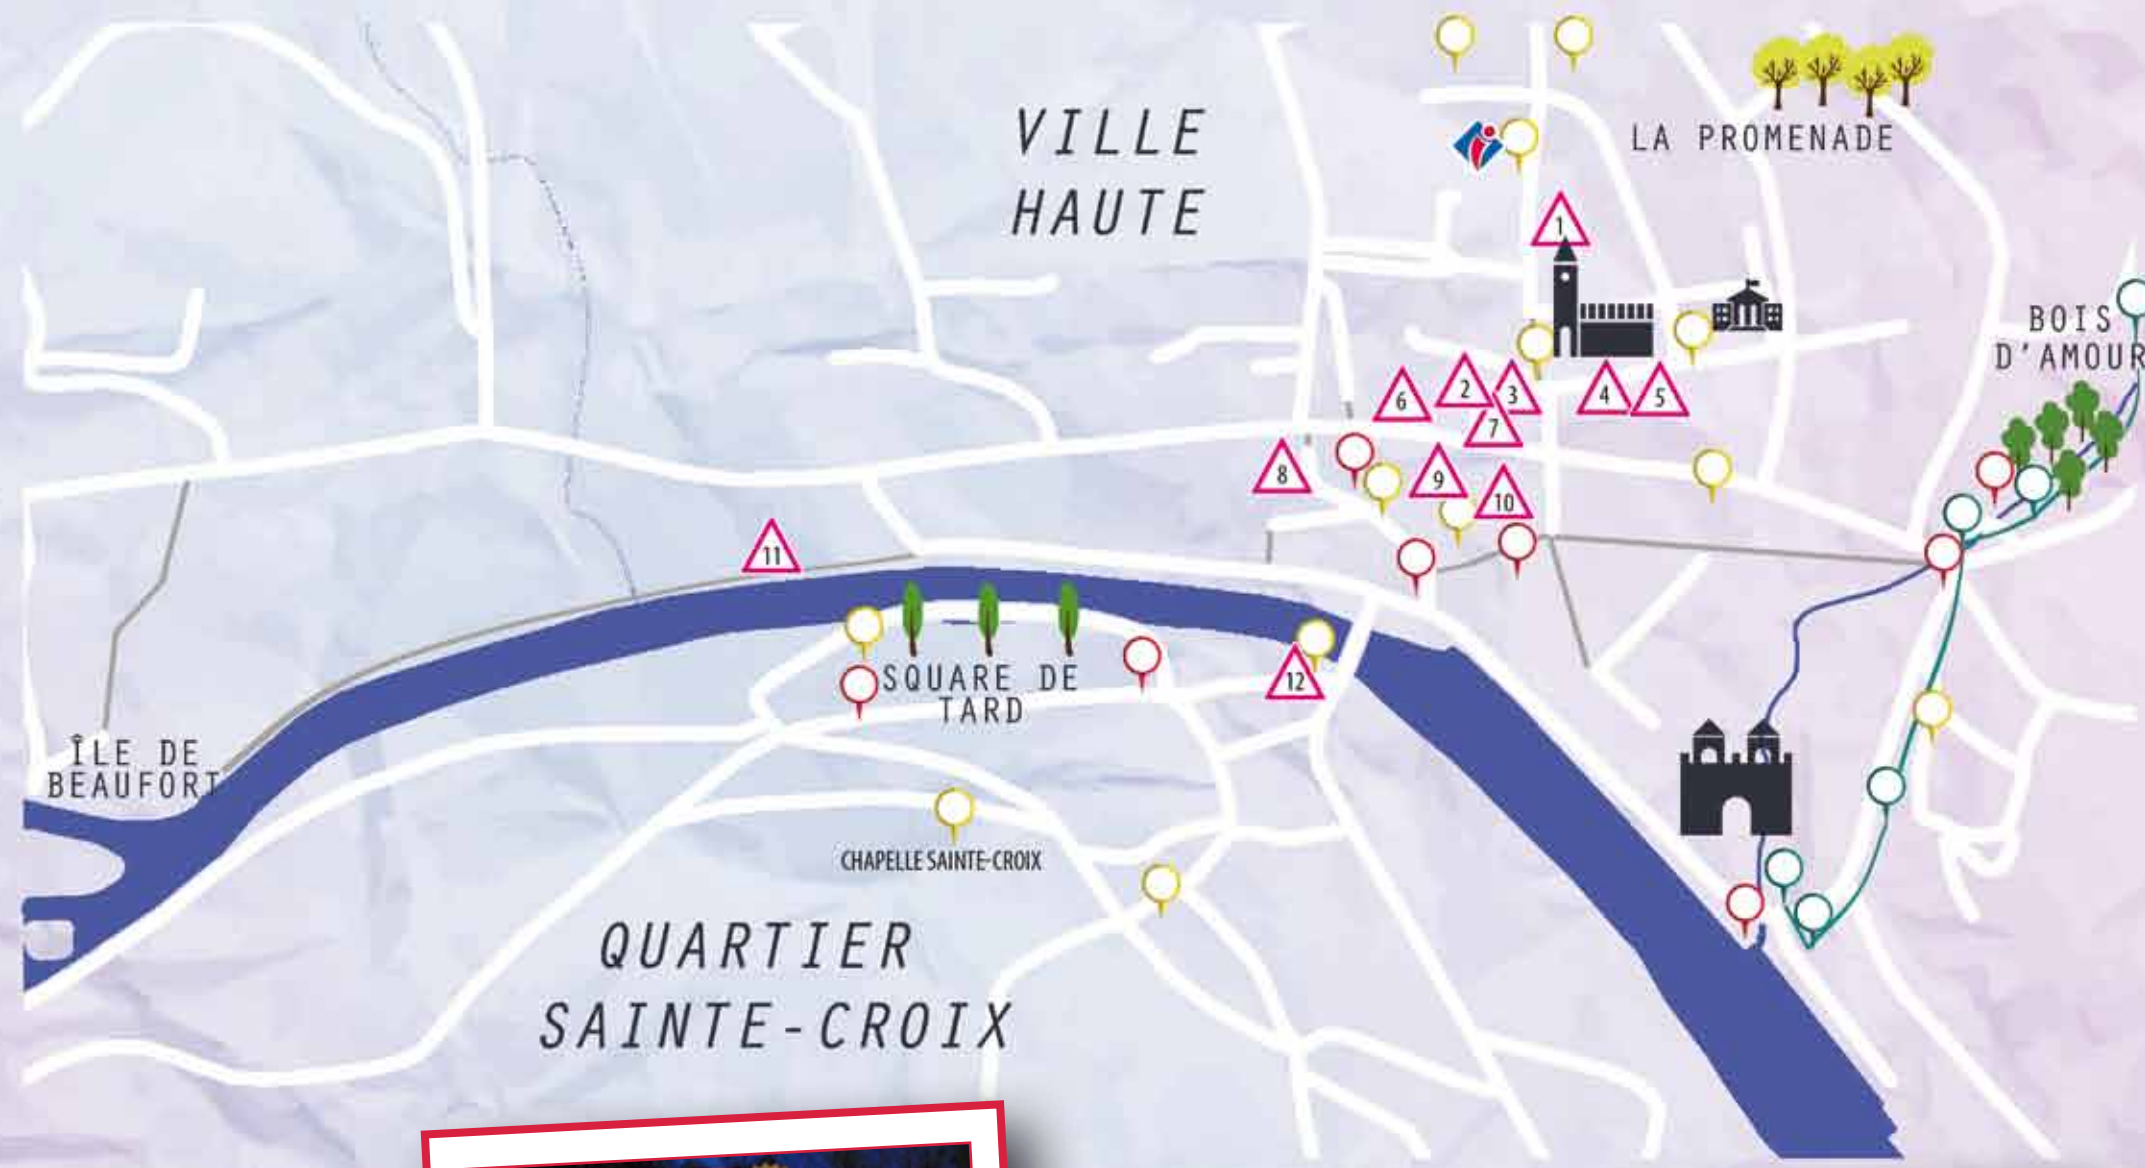 VILLE
HAUTE
LA PROMENADE
1
BOIS
D'AMOUR
2
3
4
5
6
7
8
9
10
11
12
SQUARE DE
TARD
ÎLE DE
BEAUFORT
CHAPELLE SAINTE-CROIX
QUARTIER
SAINTE-CROIX